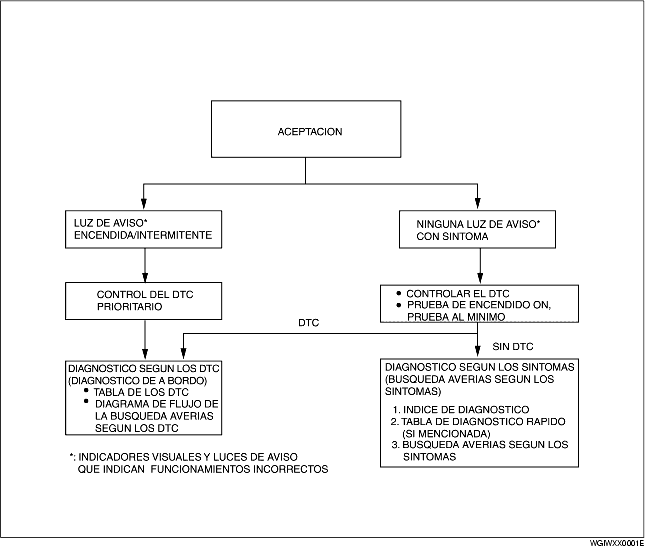 ACEPTACION
LUZ DE AVISO*
ENCENDIDA/INTERMITENTE
NINGUNA LUZ DE AVISO*
CON SINTOMA
CONTROL DEL DTC
PRIORITARIO
• CONTROLAR EL DTC
• PRUEBA DE ENCENDIDO ON,
PRUEBA AL MINIMO
DTC
SIN DTC
DIAGNOSTICO SEGUN LOS DTC
(DIAGNOSTICO DE A BORDO)
• TABLA DE LOS DTC
• DIAGRAMA DE FLUJO DE
LA BUSQUEDA AVERIAS
SEGUN LOS DTC
DIAGNOSTICO SEGUN LOS SINTOMAS
(BUSQUEDA AVERIAS SEGUN LOS
SINTOMAS)
1. INDICE DE DIAGNOSTICO
2. TABLA DE DIAGNOSTICO RAPIDO
(SI MENCIONADA)
3. BUSQUEDA AVERIAS SEGUN LOS
SINTOMAS
*: INDICADORES VISUALES Y LUCES DE AVISO
QUE INDICAN FUNCIONAMIENTOS INCORRECTOS
WGIWXX0001E